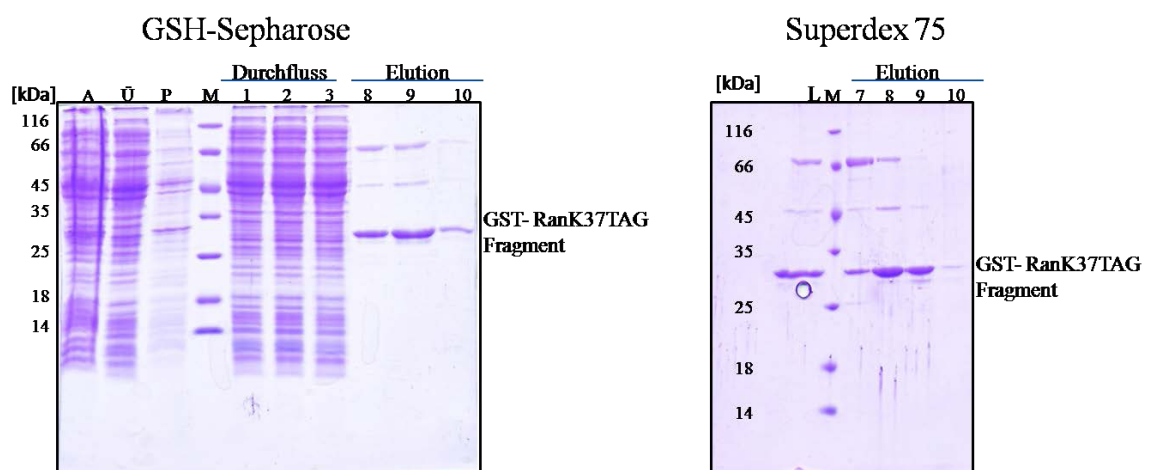 GSH-Sepharose
Durchfluss Elution
[kDa] A Ü P M 1 2 3 8 9 10
116
66
45
35
25
18
14
GST- RanK37TAG
Fragment
Superdex 75
Elution
[kDa] L M 7 8 9 10
116
66
45
35
25
18
14
GST- RanK37TAG
Fragment